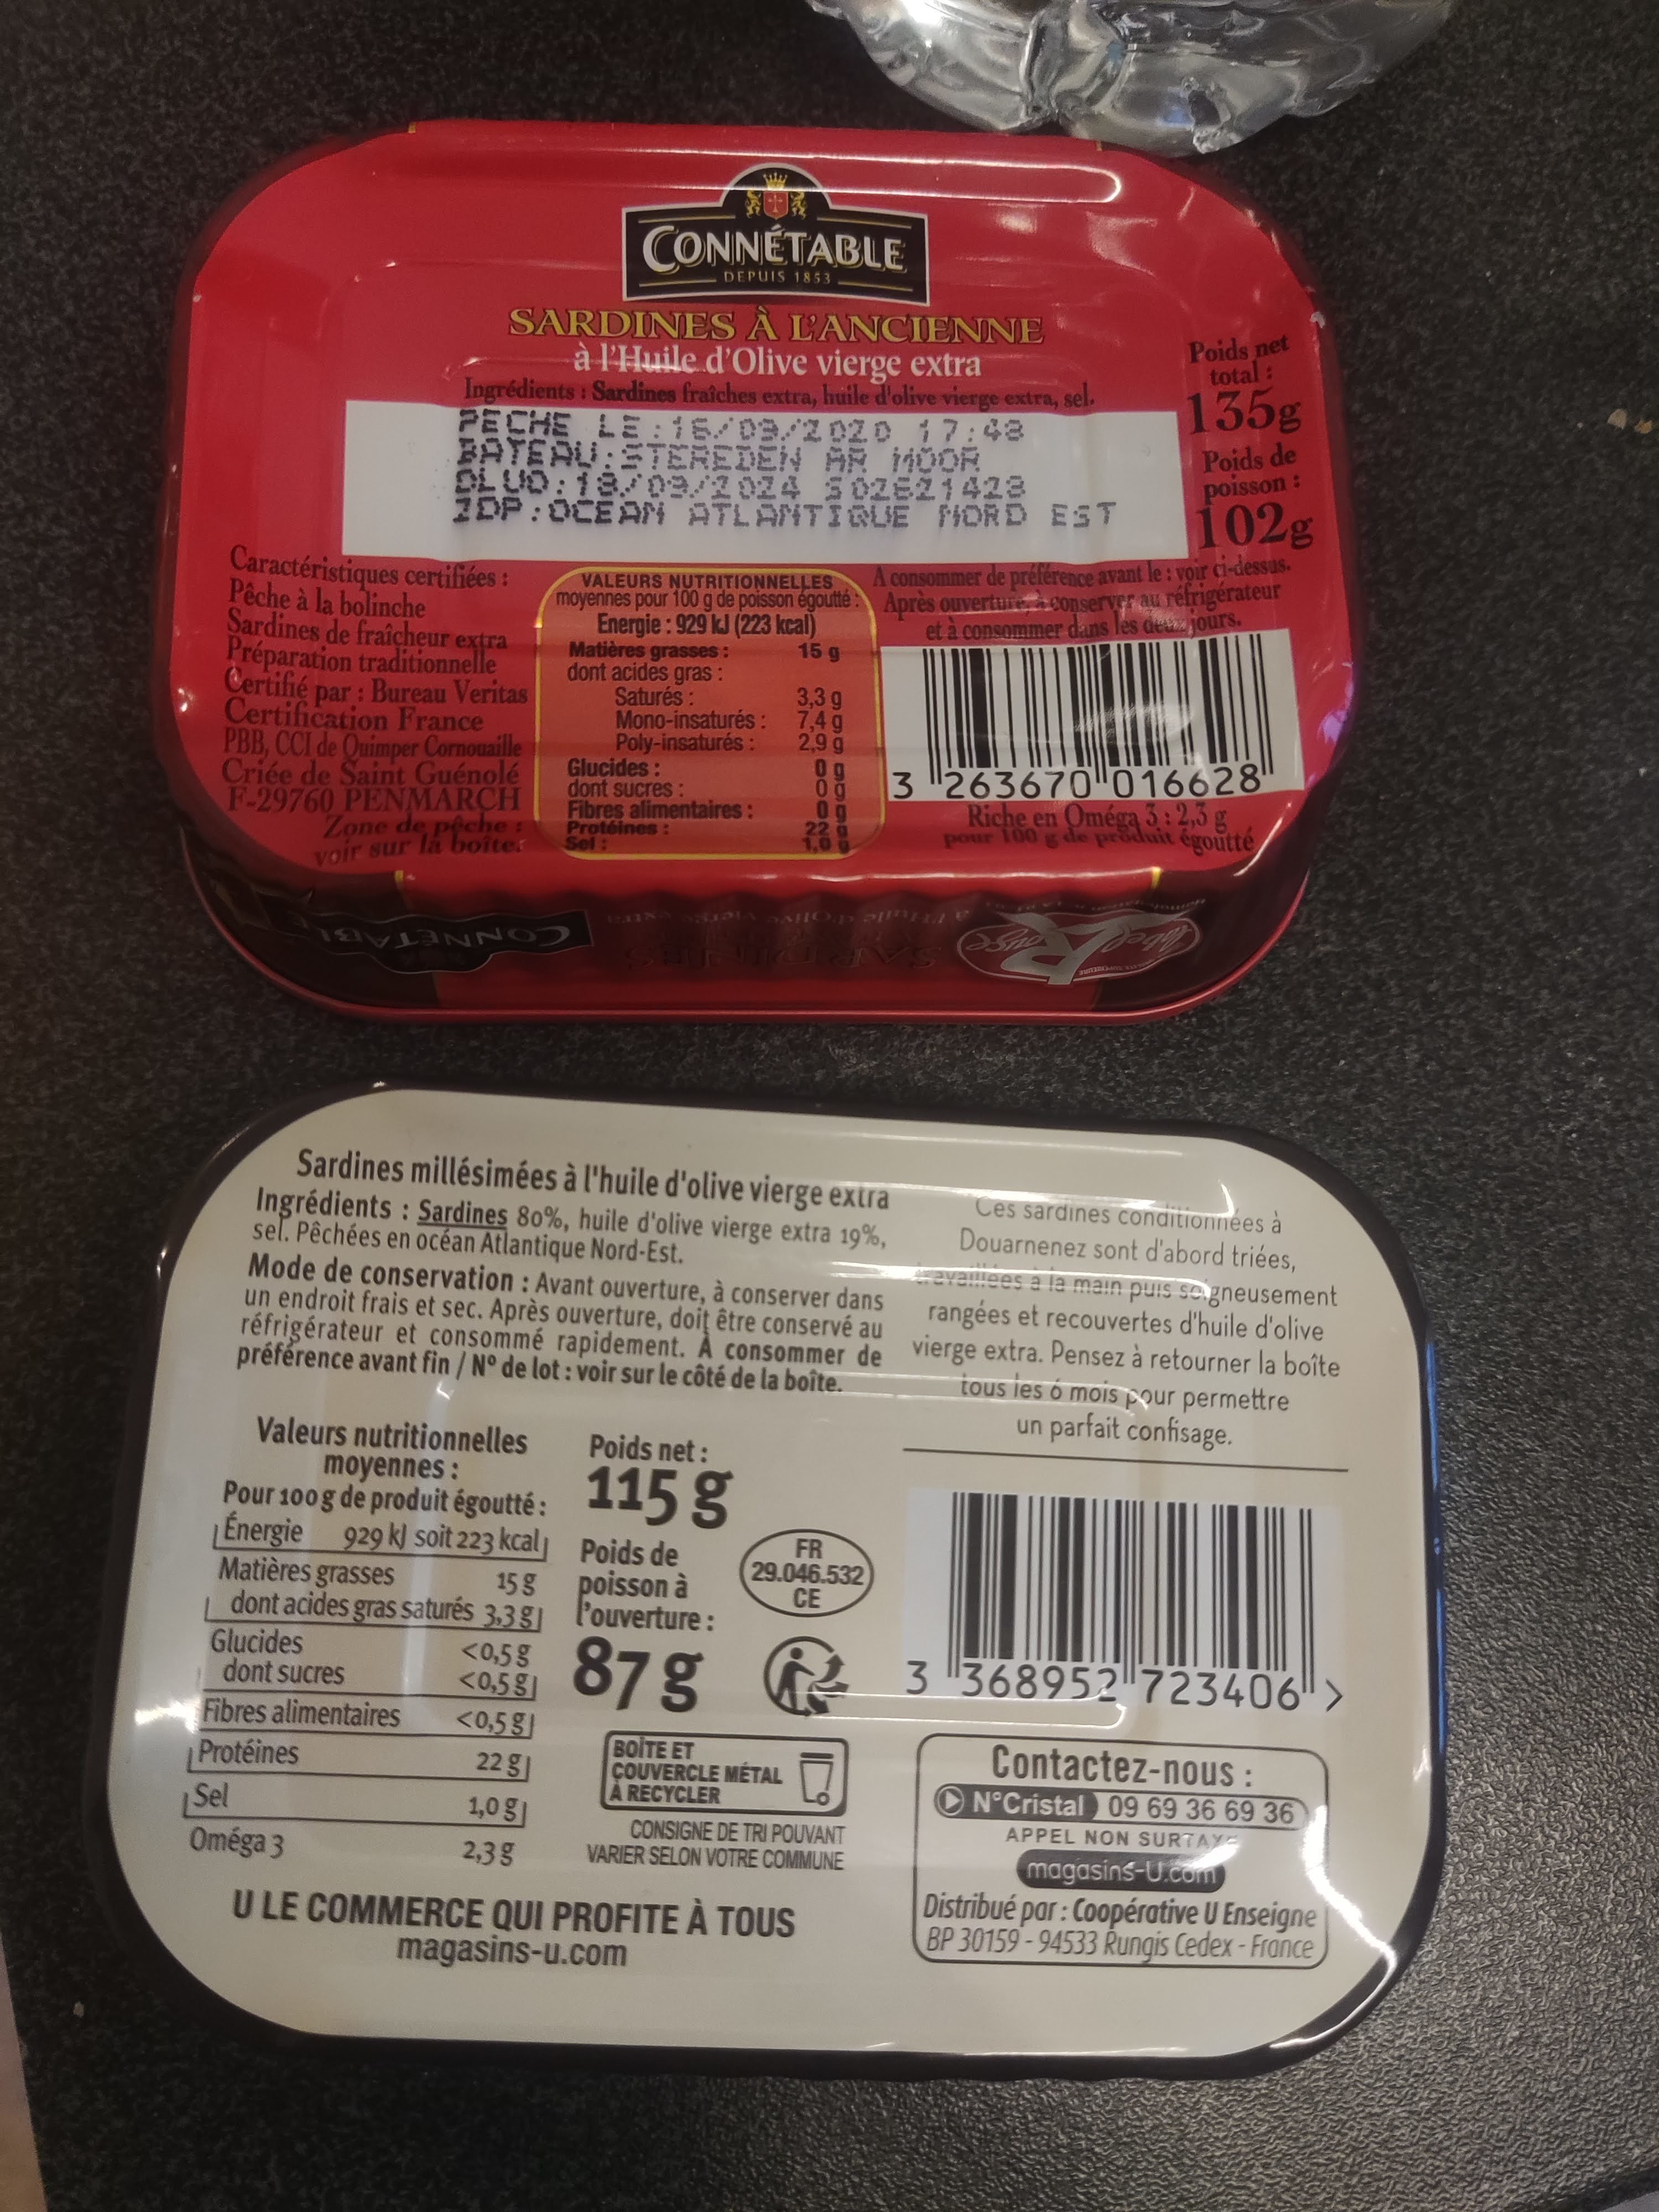 CONNÉTABLE
DEPUIS 1853
SARDINES À L'ANCIENNE
à l'Huile d'Olive vierge extra
Ingrédients : Sardines fraîches extra, huile d'olive vierge extra, sel.
PECHE LE:16/09/2020 17:48
BATEAU:STEREDEN AR MOOR
DLUO:18/09/2024 S02621423
ZDP:OCEAN ATLANTIQUE NORD EST
Poids net
total :
135g
Poids de
poisson :
102g
Caractéristiques certifiées :
Pêche à la bolinche
Sardines de fraîcheur extra
Préparation traditionnelle
Certifié par : Bureau Veritas
Certification France
PBB, CCI de Quimper Cornouaille
Criée de Saint Guénolé
F-29760 PENMARCH
Zone de pêche :
voir sur la boîte.
VALEURS NUTRITIONNELLES
moyennes pour 100 g de poisson égoutté :
Energie : 929 kJ (223 kcal)
Matières grasses : 15 g
dont acides gras :
Saturés : 3,3 g
Mono-insaturés : 7,4 g
Poly-insaturés : 2,9 g
Glucides : 0 g
dont sucres : 0 g
Fibres alimentaires : 0 g
Protéines : 22 g
Sel : 1,0 g
A consommer de préférence avant le : voir ci-dessus.
Après ouverture, à conserver au réfrigérateur
et à consommer dans les deux jours.
3 263670 016628
Riche en Oméga 3 : 2,3 g
pour 100 g de produit égoutté
CONNÉTABLE
à l'Huile d'Olive vierge extra
SARDINES
Label Rouge
Sardines millésimées à l'huile d'olive vierge extra
Ingrédients : Sardines 80%, huile d'olive vierge extra 19%,
sel. Pêchées en océan Atlantique Nord-Est.
Mode de conservation : Avant ouverture, à conserver dans
un endroit frais et sec. Après ouverture, doit être conservé au
réfrigérateur et consommé rapidement. À consommer de
préférence avant fin / N° de lot : voir sur le côté de la boîte.
Ces sardines conditionnées à
Douarnenez sont d'abord triées,
travaillées à la main puis soigneusement
rangées et recouvertes d'huile d'olive
vierge extra. Pensez à retourner la boîte
tous les 6 mois pour permettre
un parfait confisage.
Valeurs nutritionnelles
moyennes :
Pour 100 g de produit égoutté :
Énergie 929 kJ soit 223 kcal
Matières grasses 15 g
dont acides gras saturés 3,3 g
Glucides <0,5 g
dont sucres <0,5 g
Fibres alimentaires <0,5 g
Protéines 22 g
Sel 1,0 g
Oméga 3 2,3 g
Poids net :
115 g
Poids de
poisson à
l'ouverture :
87 g
FR
29.046.532
CE
BOÎTE ET
COUVERCLE MÉTAL
À RECYCLER
CONSIGNE DE TRI POUVANT
VARIER SELON VOTRE COMMUNE
3 368952 723406 >
Contactez-nous :
N°Cristal 09 69 36 69 36
APPEL NON SURTAXÉ
magasins-U.com
Distribué par : Coopérative U Enseigne
BP 30159 - 94533 Rungis Cedex - France
U LE COMMERCE QUI PROFITE À TOUS
magasins-u.com